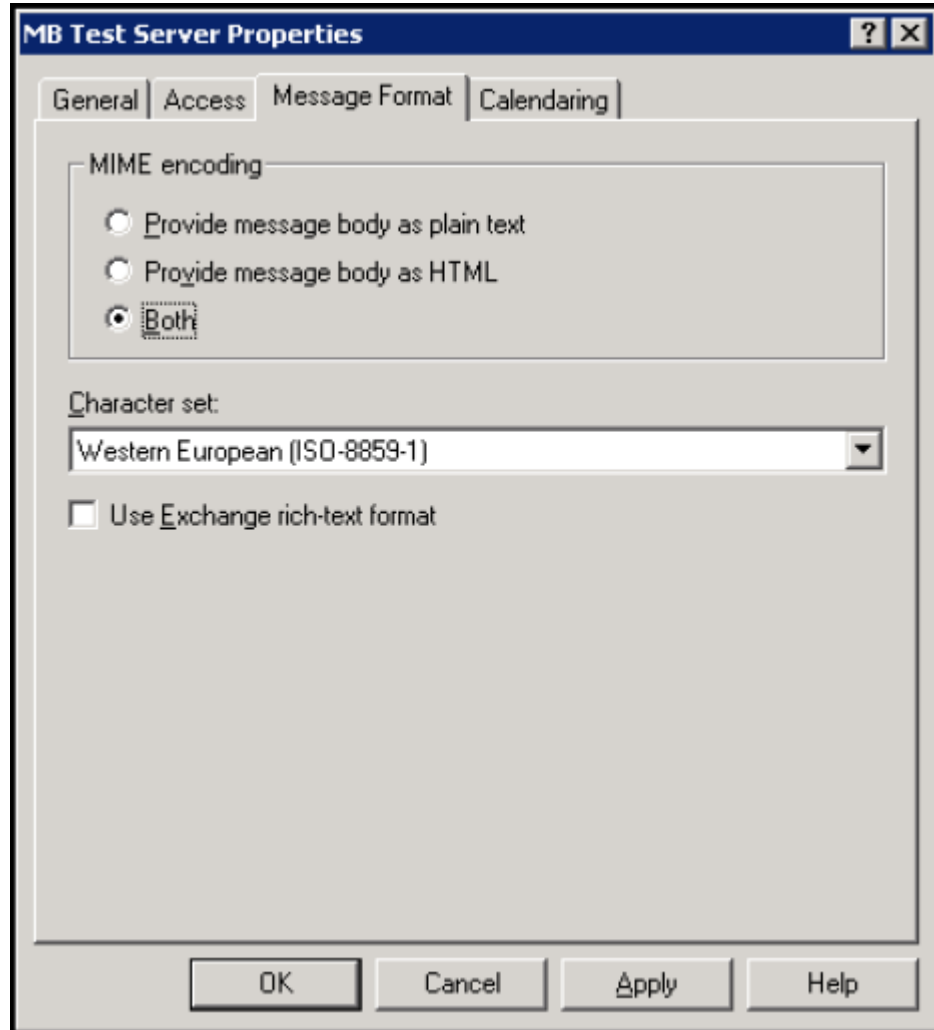 MB Test Server Properties
General Access Message Format Calendaring
MIME encoding
Provide message body as plain text
Provide message body as HTML
Both
Character set:
Western European (ISO-8859-1)
Use Exchange rich-text format
OK Cancel Apply Help